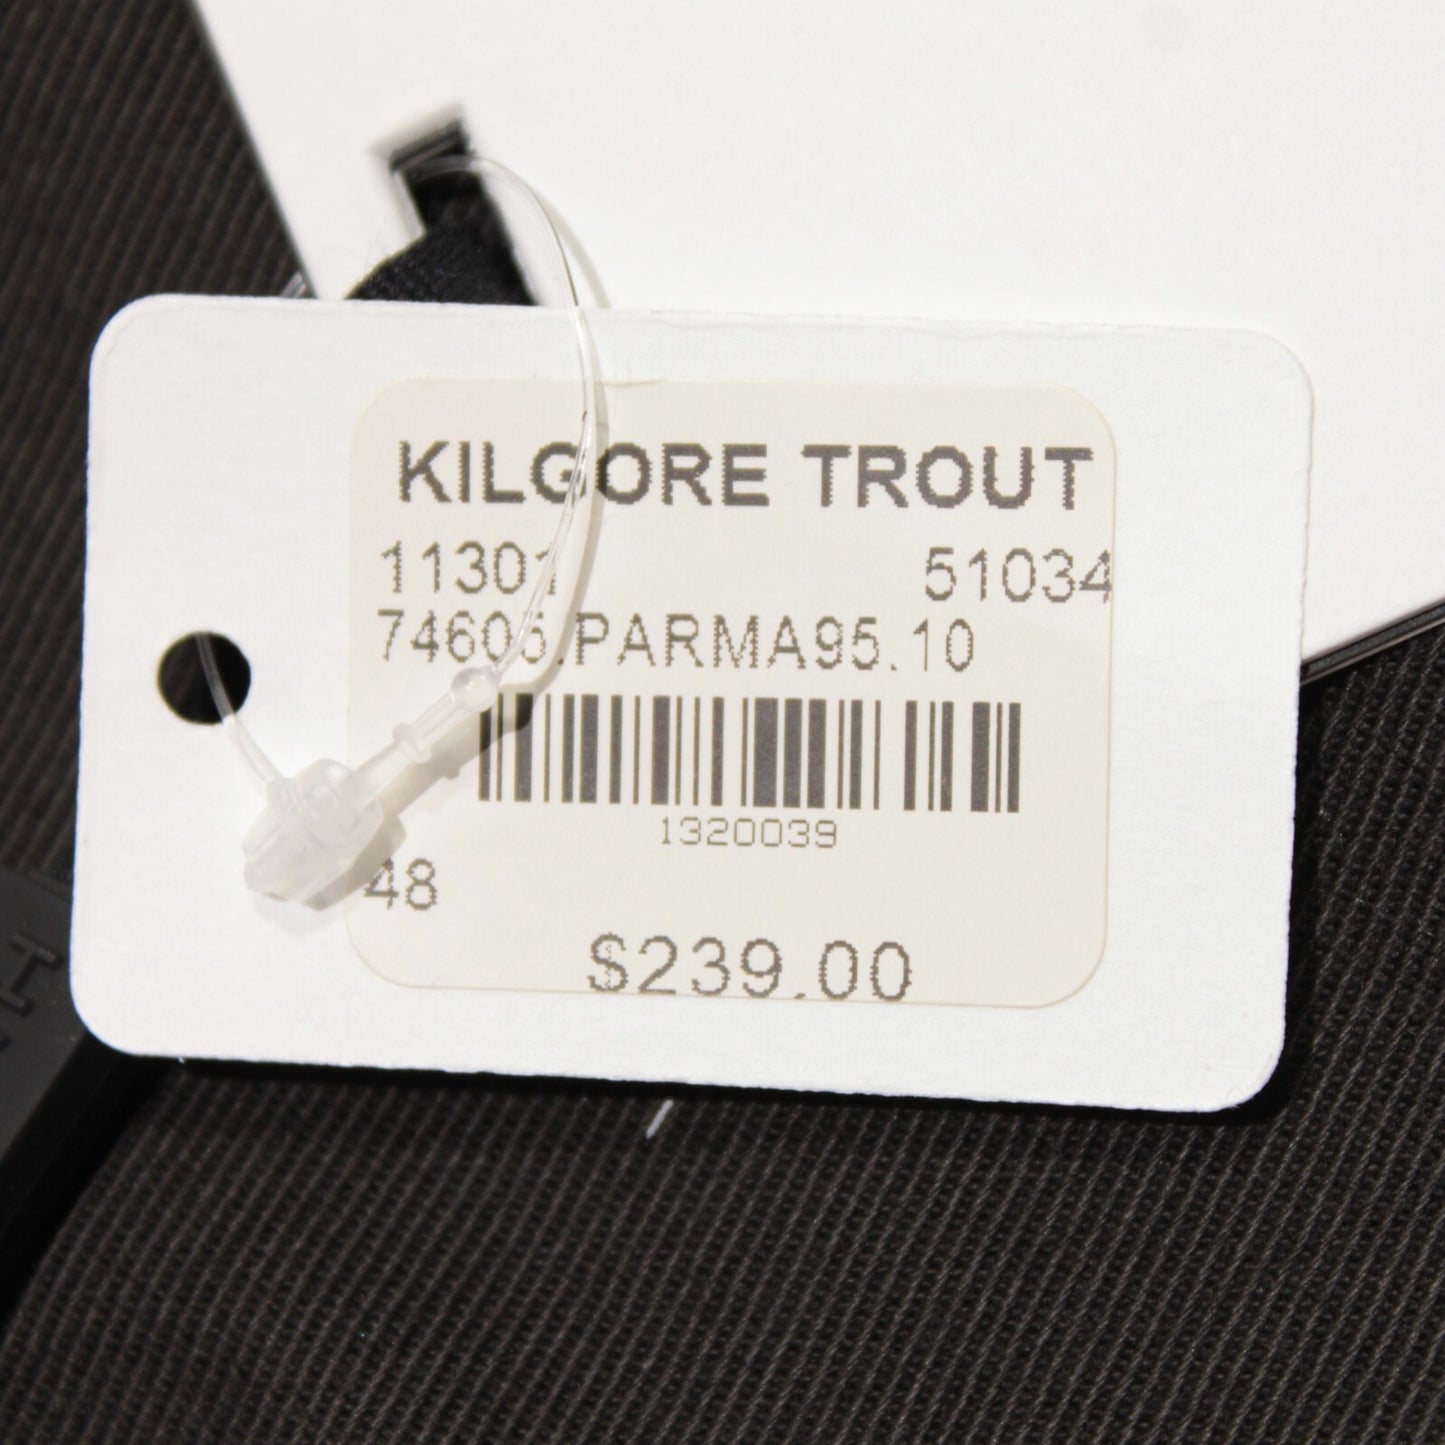 KILGORE TROUT
11301 51034
74605.PARMA95.10
1320039
48
$239.00